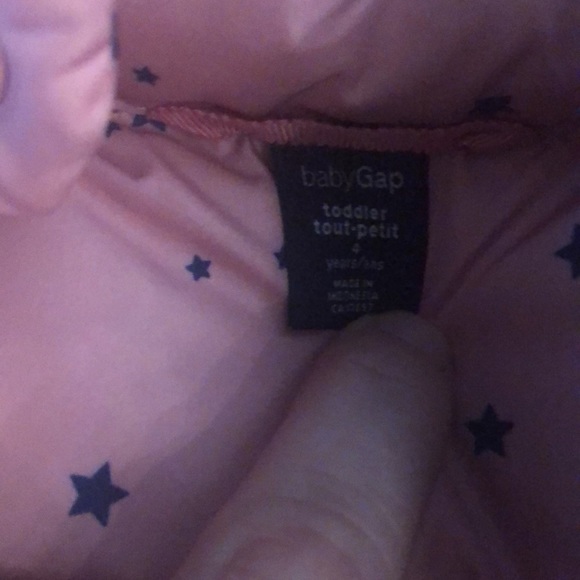 babyGap
toddler
tout-petit
4
years/ans
MADE IN
INDONESIA